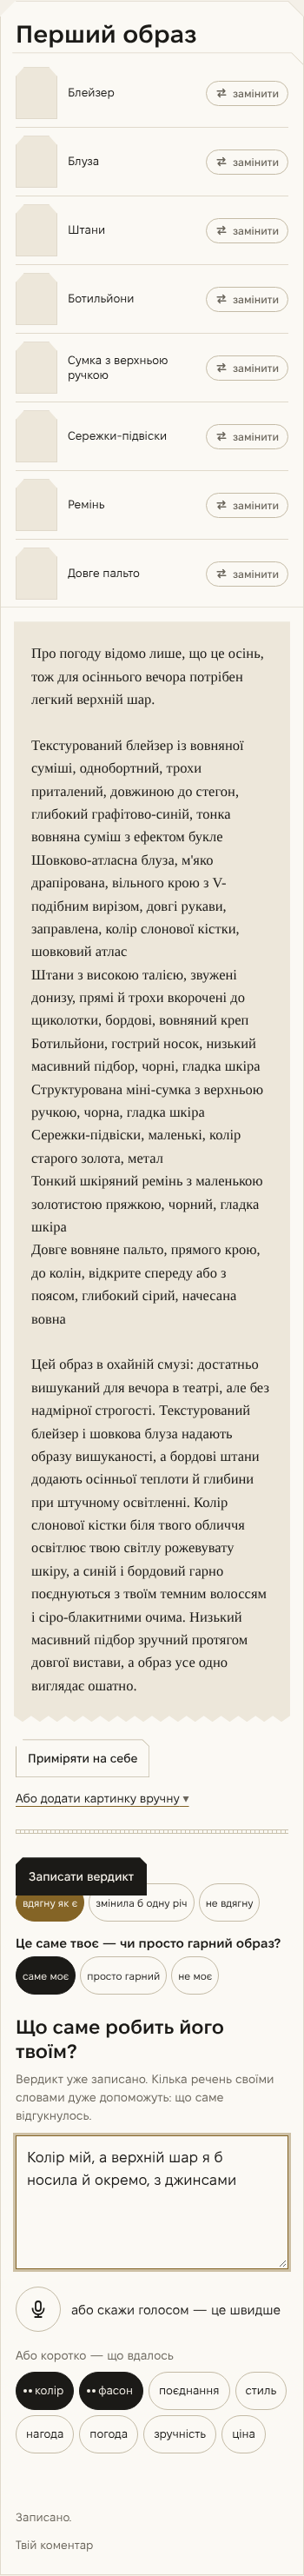 Перший образ
Блейзер
замінити
Блуза
замінити
Штани
замінити
Ботильйони
замінити
Сумка з верхньою
ручкою
замінити
Сережки-підвіски
замінити
Ремінь
замінити
Довге пальто
замінити
Про погоду відомо лише, що це осінь,
тож для осіннього вечора потрібен
легкий верхній шар.
Текстурований блейзер із вовняної
суміші, однобортний, трохи
приталений, довжиною до стегон,
глибокий графітово-синій, тонка
вовняна суміш з ефектом букле
Шовково-атласна блуза, м'яко
драпірована, вільного крою з V-
подібним вирізом, довгі рукави,
заправлена, колір слонової кістки,
шовковий атлас
Штани з високою талією, звужені
донизу, прямі й трохи вкорочені до
щиколотки, бордові, вовняний креп
Ботильйони, гострий носок, низький
масивний підбор, чорні, гладка шкіра
Структурована міні-сумка з верхньою
ручкою, чорна, гладка шкіра
Сережки-підвіски, маленькі, колір
старого золота, метал
Тонкий шкіряний ремінь з маленькою
золотистою пряжкою, чорний, гладка
шкіра
Довге вовняне пальто, прямого крою,
до колін, відкрите спереду або з
поясом, глибокий сірий, начесана
вовна
Цей образ в охайній смузі: достатньо
вишуканий для вечора в театрі, але без
надмірної строгості. Текстурований
блейзер і шовкова блуза надають
образу вишуканості, а бордові штани
додають осінньої теплоти й глибини
при штучному освітленні. Колір
слонової кістки біля твого обличчя
освітлює твою світлу рожевувату
шкіру, а синій і бордовий гарно
поєднуються з твоїм темним волоссям
і сіро-блакитними очима. Низький
масивний підбор зручний протягом
довгої вистави, а образ усе одно
виглядає ошатно.
Приміряти на себе
Або додати картинку вручну ▾
Записати вердикт
вдягну як є
змінила б одну річ
не вдягну
Це саме твоє — чи просто гарний образ?
саме моє
просто гарний
не моє
Що саме робить його
твоїм?
Вердикт уже записано. Кілька речень своїми
словами дуже допоможуть: що саме
відгукнулось.
Колір мій, а верхній шар я б
носила й окремо, з джинсами
або скажи голосом — це швидше
Або коротко — що вдалось
колір
фасон
поєднання
стиль
нагода
погода
зручність
ціна
Записано.
Твій коментар